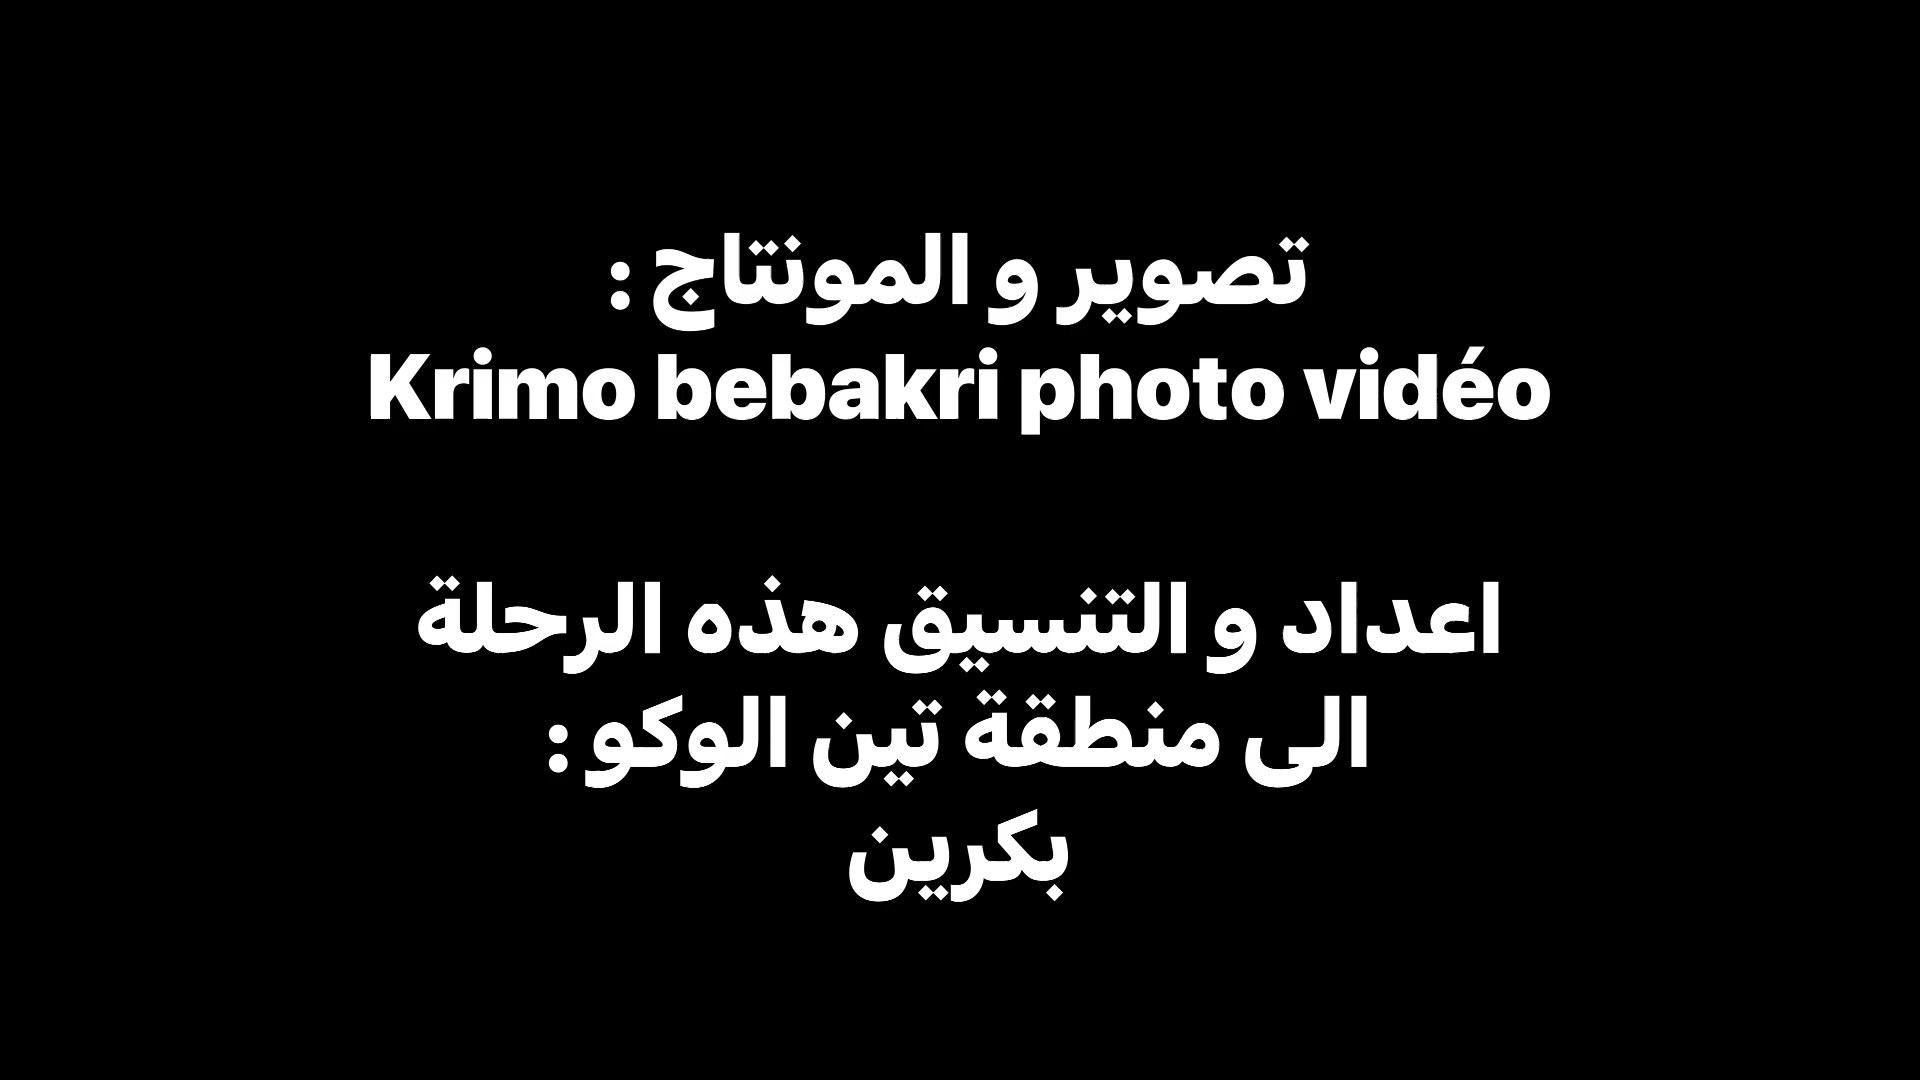 تصوير و المونتاج :
Krimo bebakri photo vidéo
اعداد و التنسيق هذه الرحلة
الى منطقة تين الوكو :
بكرين